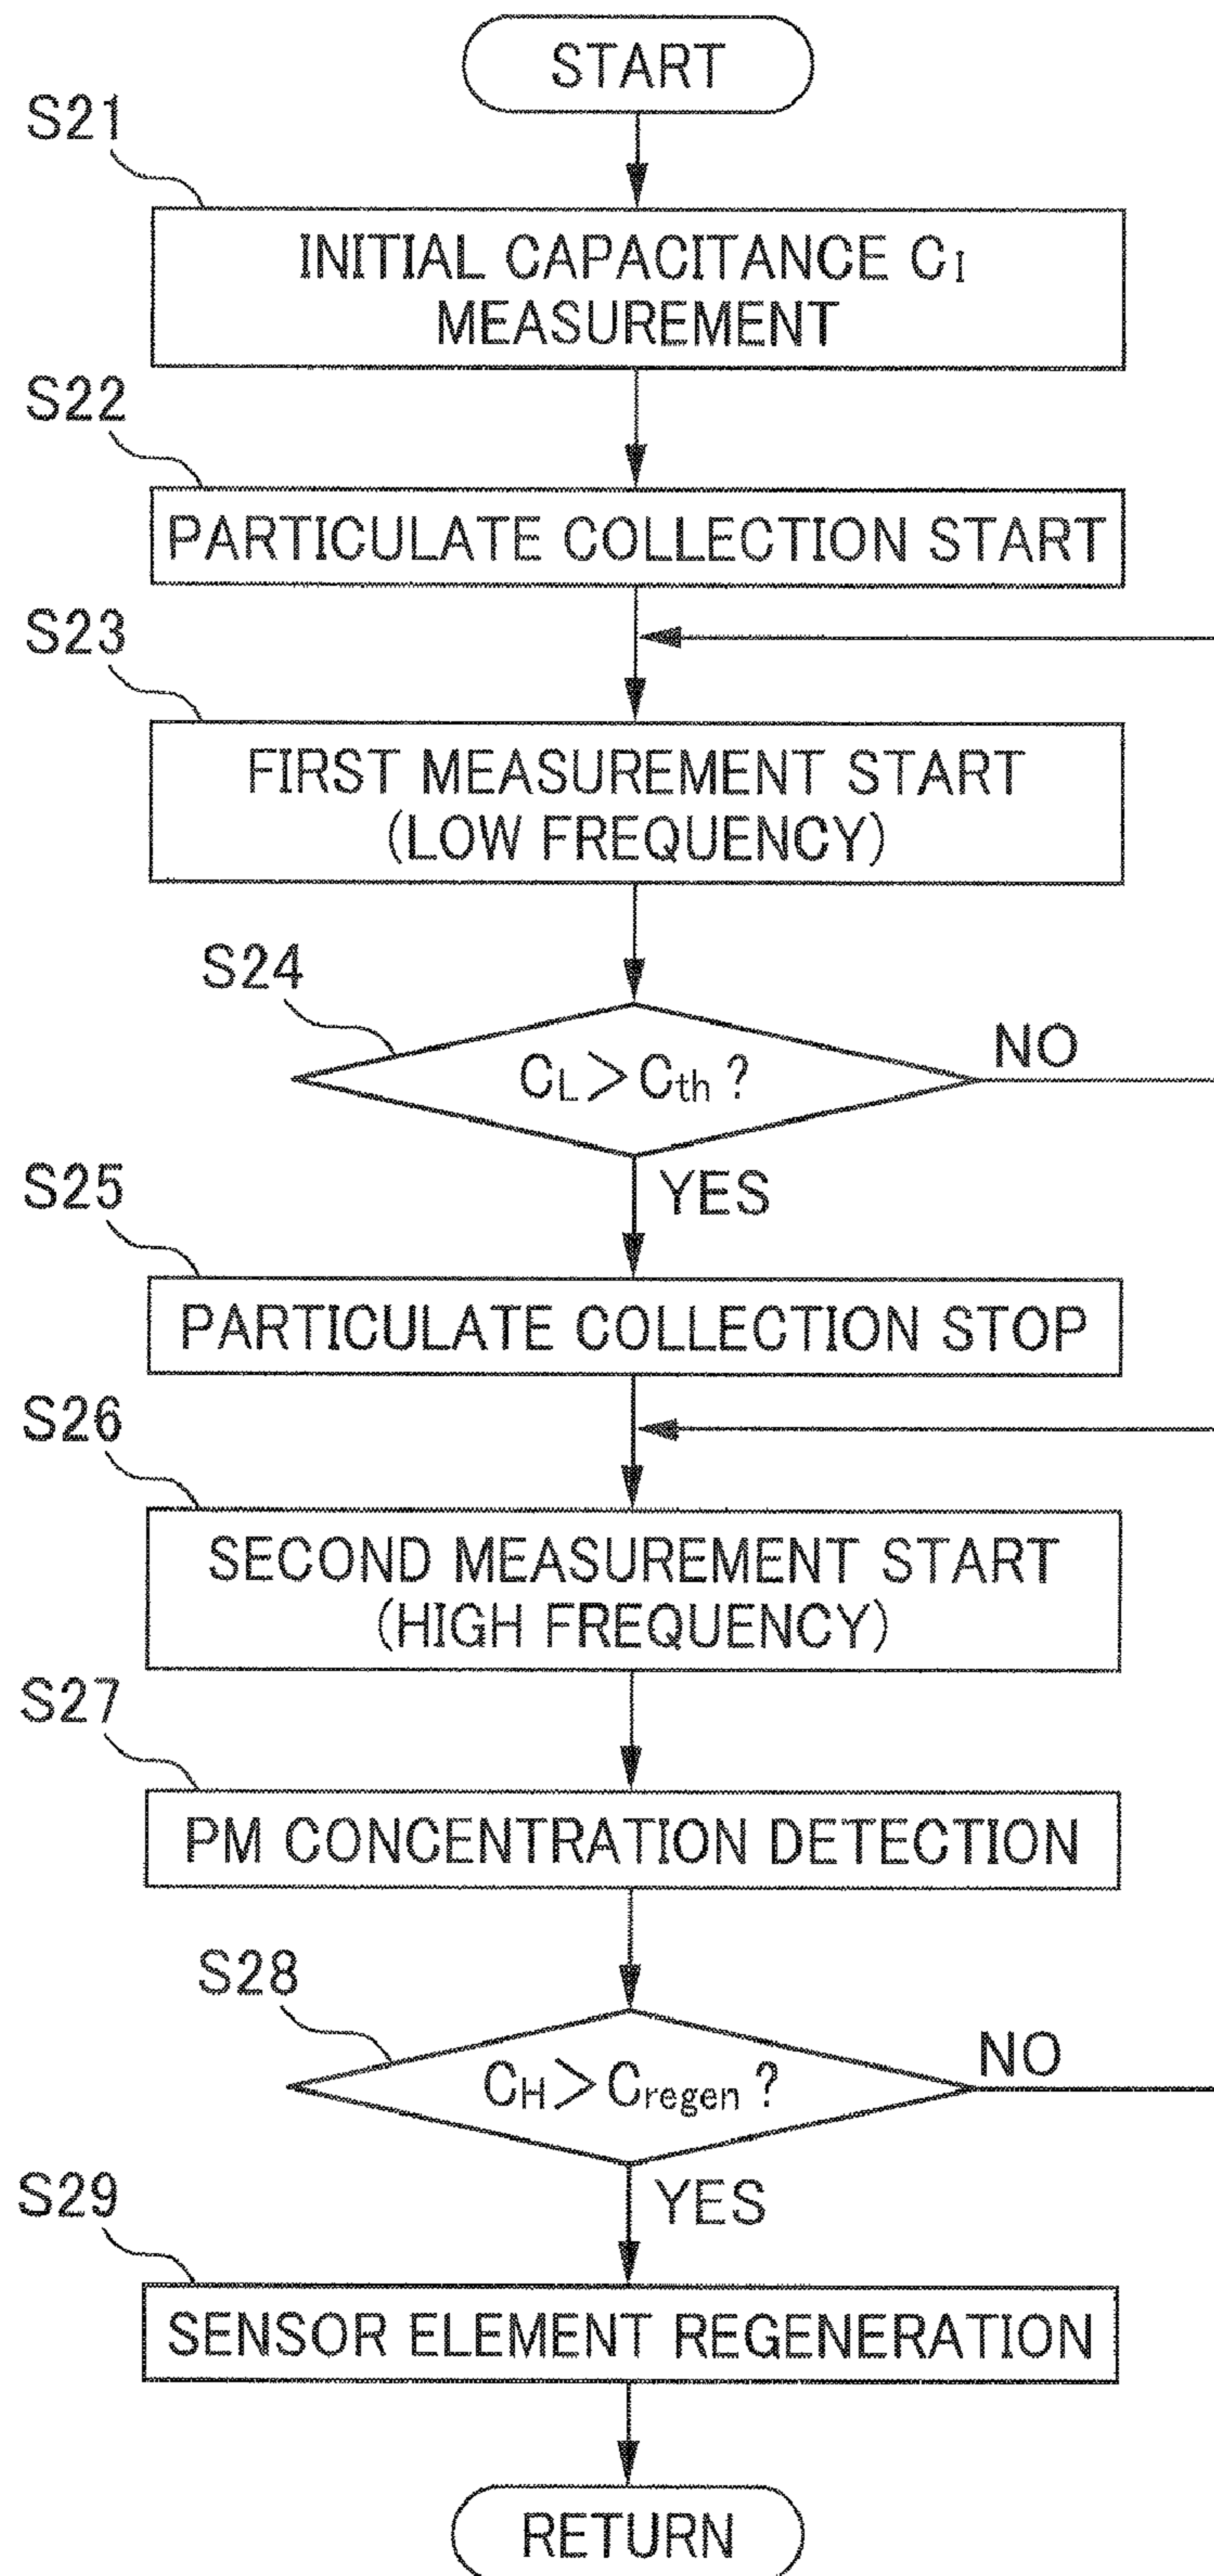 START
S21
INITIAL CAPACITANCE CI
MEASUREMENT
S22
PARTICULATE COLLECTION START
S23
FIRST MEASUREMENT START
(LOW FREQUENCY)
S24
CL>Cth ?
NO
YES
S25
PARTICULATE COLLECTION STOP
S26
SECOND MEASUREMENT START
(HIGH FREQUENCY)
S27
PM CONCENTRATION DETECTION
S28
CH>Cregen ?
NO
YES
S29
SENSOR ELEMENT REGENERATION
RETURN